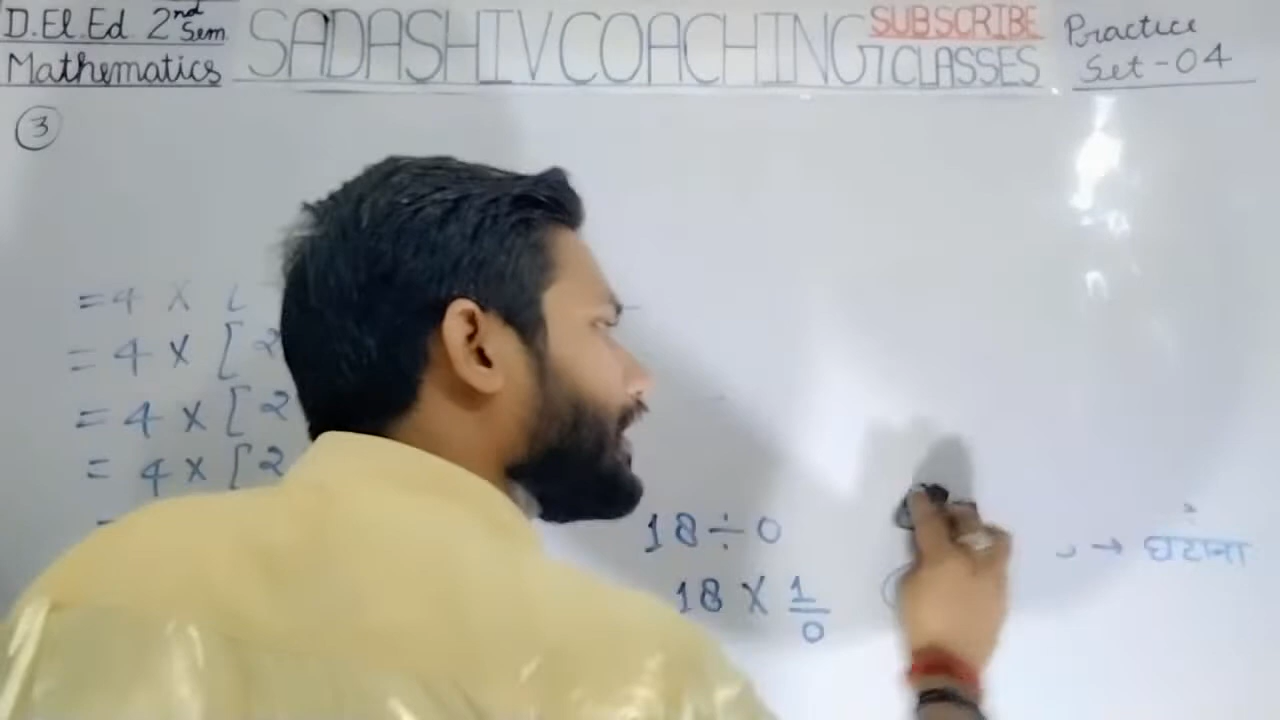 D.El.Ed 2nd Sem
Mathematics
SADASHIV COACHING
SUBSCRIBE
CLASSES
Practice
Set-04
3
= 4 X [
= 4 X [2
= 4 X [2
= 4 X [2
18÷0
18 X 1/0
→ घटाना